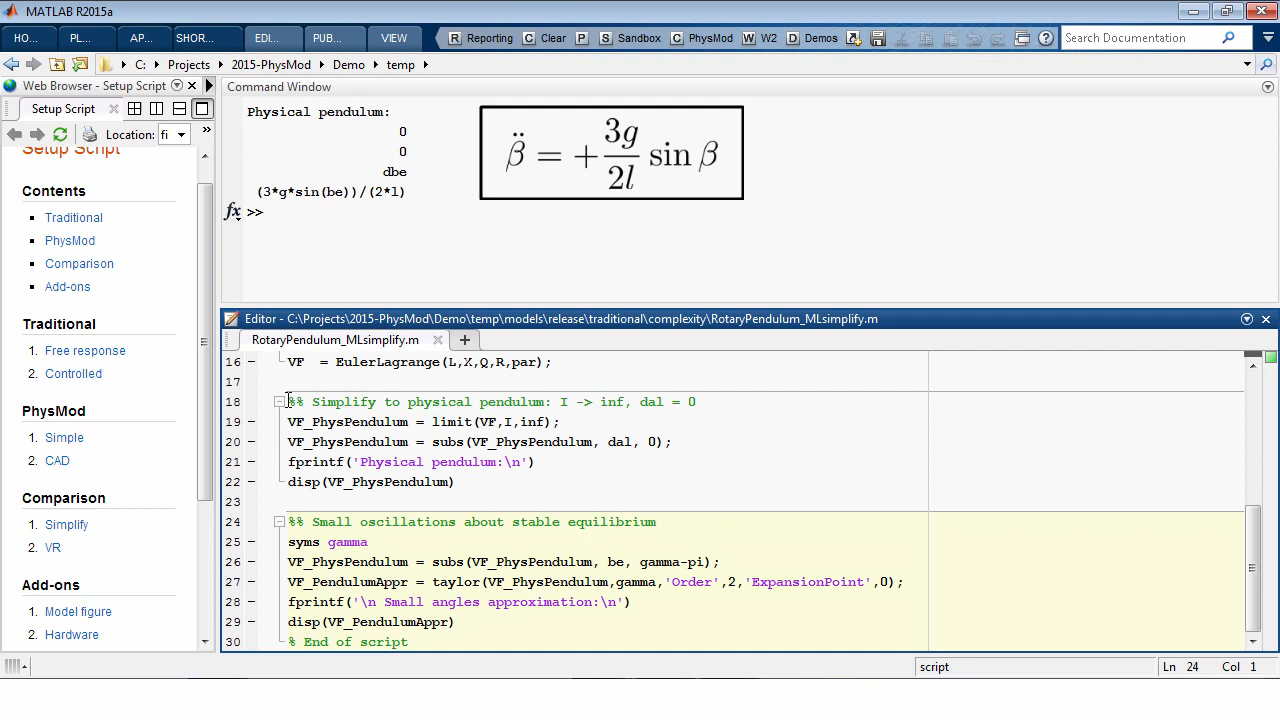 MATLAB R2015a
HO... PL... AP... SHOR... EDI... PUB... VIEW R Reporting C Clear P S Sandbox C PhysMod W W2 D Demos Search Documentation
C: Projects 2015-PhysMod Demo temp
Web Browser - Setup Script
Setup Script
Location: fi
Setup Script
Contents
Traditional
PhysMod
Comparison
Add-ons
Traditional
1. Free response
2. Controlled
PhysMod
1. Simple
2. CAD
Comparison
1. Simplify
2. VR
Add-ons
1. Model figure
2. Hardware
Command Window
Physical pendulum:
0
0
dbe
(3*g*sin(be))/(2*l)
fx >>
β̈ = + 3g/2l sin β
Editor - C:\Projects\2015-PhysMod\Demo\temp\models\release\traditional\complexity\RotaryPendulum_MLsimplify.m
RotaryPendulum_MLsimplify.m
16 VF = EulerLagrange(L,X,Q,R,par);
17
18 %% Simplify to physical pendulum: I -> inf, dal = 0
19 VF_PhysPendulum = limit(VF,I,inf);
20 VF_PhysPendulum = subs(VF_PhysPendulum, dal, 0);
21 fprintf('Physical pendulum:\n')
22 disp(VF_PhysPendulum)
23
24 %% Small oscillations about stable equilibrium
25 syms gamma
26 VF_PhysPendulum = subs(VF_PhysPendulum, be, gamma-pi);
27 VF_PendulumAppr = taylor(VF_PhysPendulum,gamma,'Order',2,'ExpansionPoint',0);
28 fprintf('\n Small angles approximation:\n')
29 disp(VF_PendulumAppr)
30 % End of script
script Ln 24 Col 1